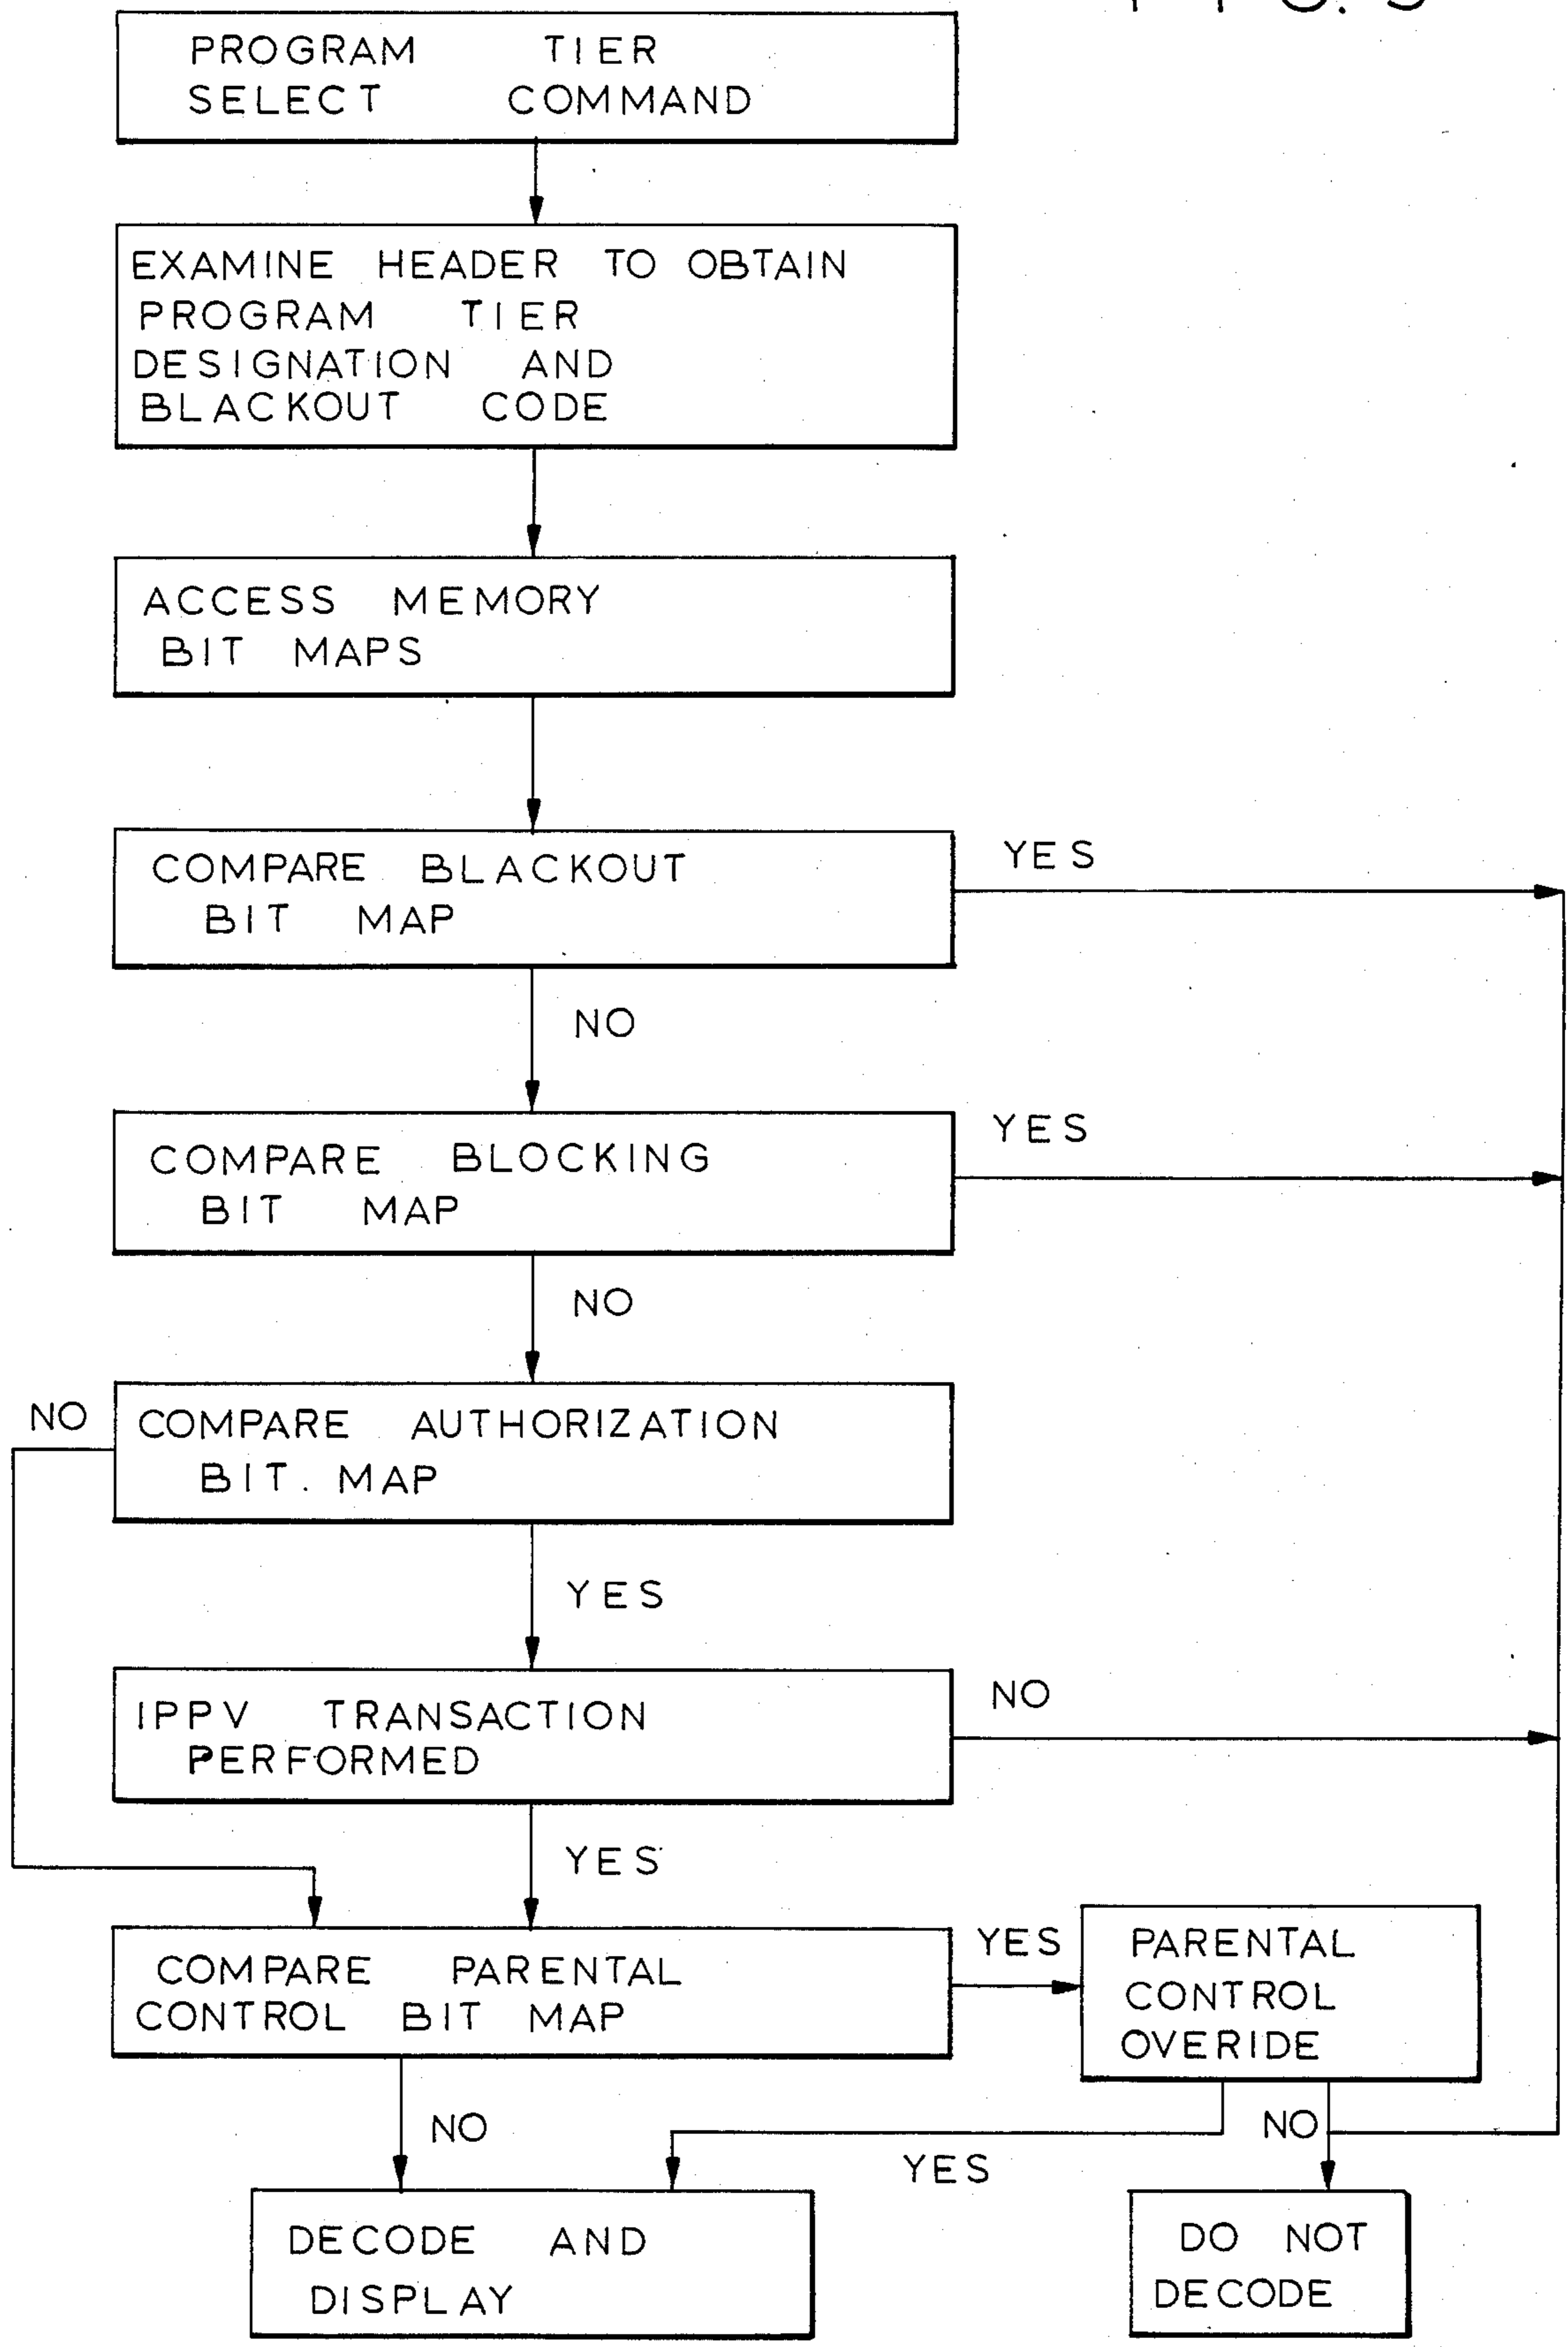 PROGRAM TIER
SELECT COMMAND
EXAMINE HEADER TO OBTAIN
PROGRAM TIER
DESIGNATION AND
BLACKOUT CODE
ACCESS MEMORY
BIT MAPS
COMPARE BLACKOUT
BIT MAP
YES
NO
COMPARE BLOCKING
BIT MAP
YES
NO
NO
COMPARE AUTHORIZATION
BIT. MAP
YES
IPPV TRANSACTION
PERFORMED
NO
YES
COMPARE PARENTAL
CONTROL BIT MAP
YES
PARENTAL
CONTROL
OVERIDE
NO
YES
NO
DECODE AND
DISPLAY
DO NOT
DECODE